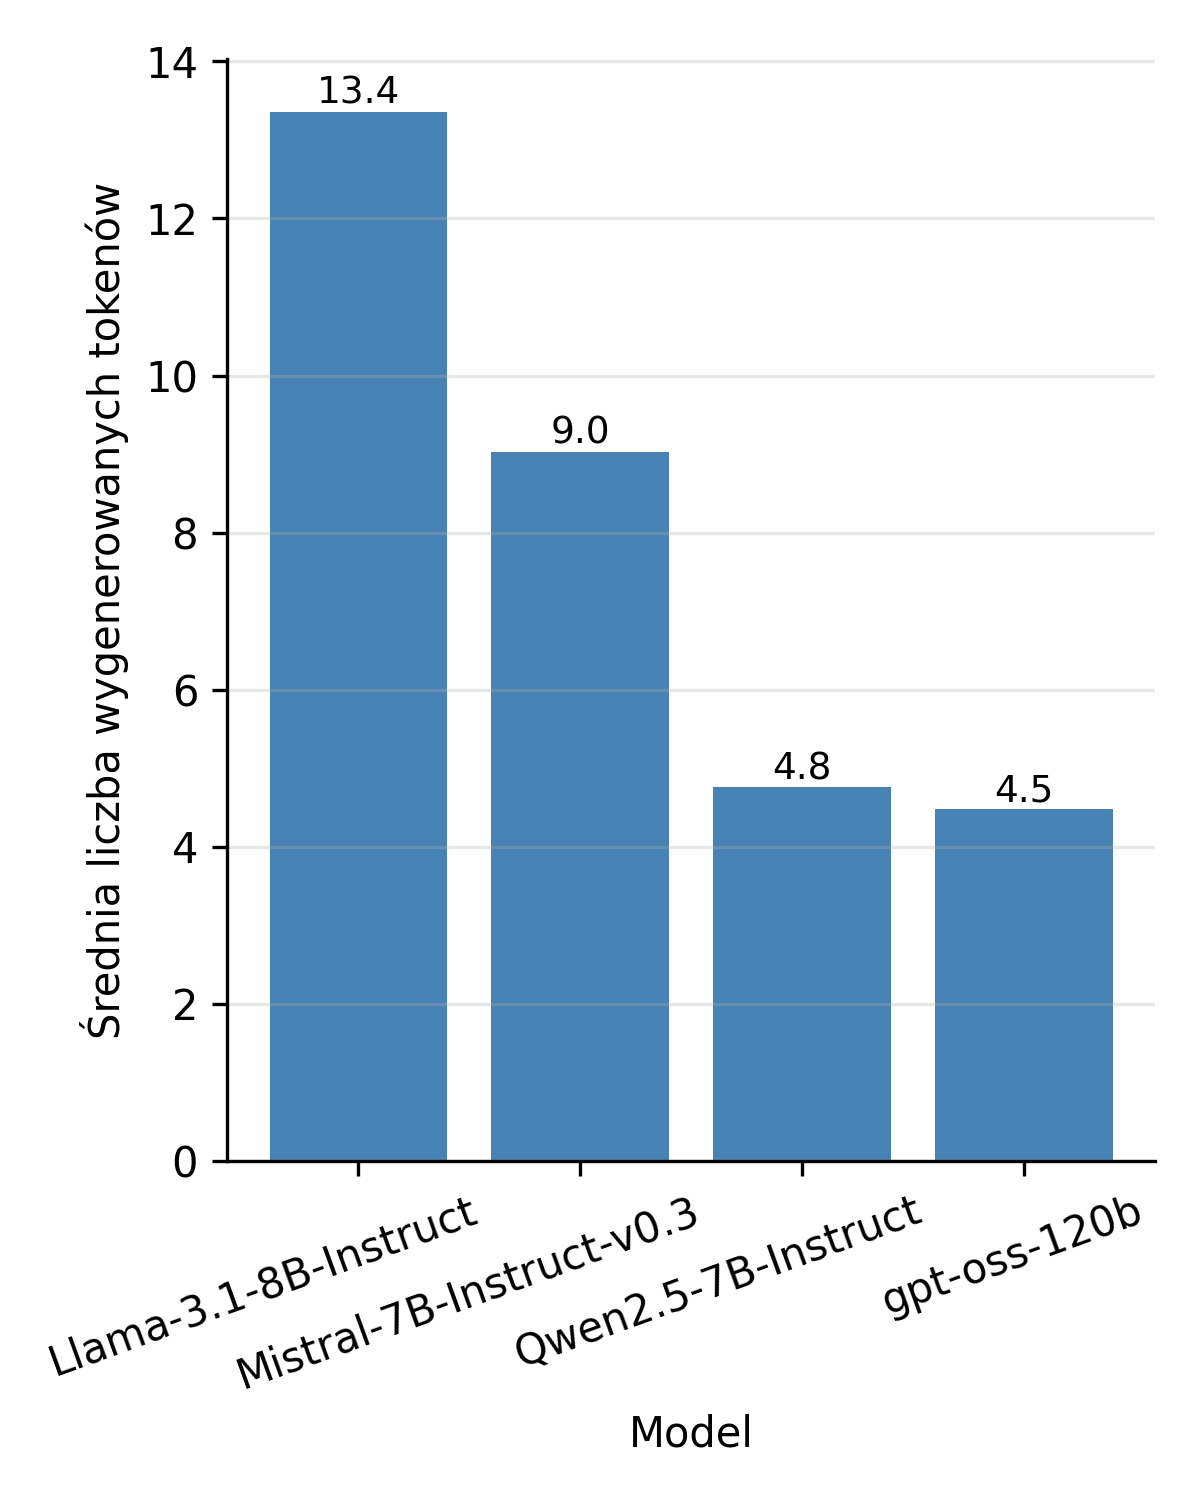 14
13.4
12
10
9.0
8
6
4.8
4.5
4
2
0
Średnia liczba wygenerowanych tokenów
Llama-3.1-8B-Instruct
Mistral-7B-Instruct-v0.3
Qwen2.5-7B-Instruct
gpt-oss-120b
Model